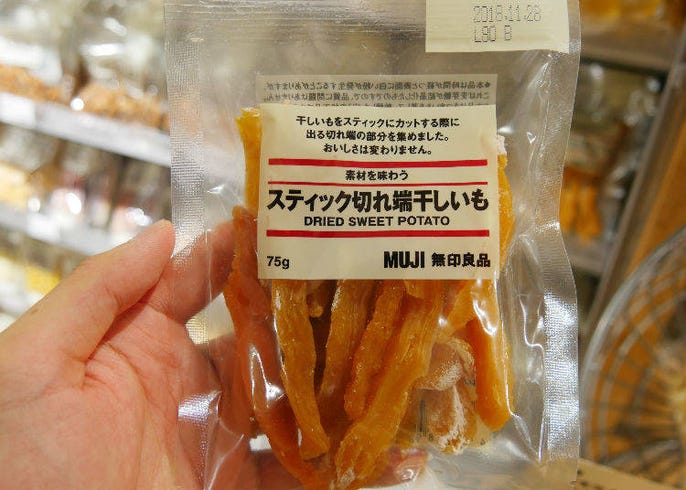 2018.11.28
L80 B
干しいもをスティックにカットする際に
出る切れ端の部分を集めました。
おいしさは変わりません。
素材を味わう
スティック切れ端干しいも
DRIED SWEET POTATO
75g
MUJI 無印良品